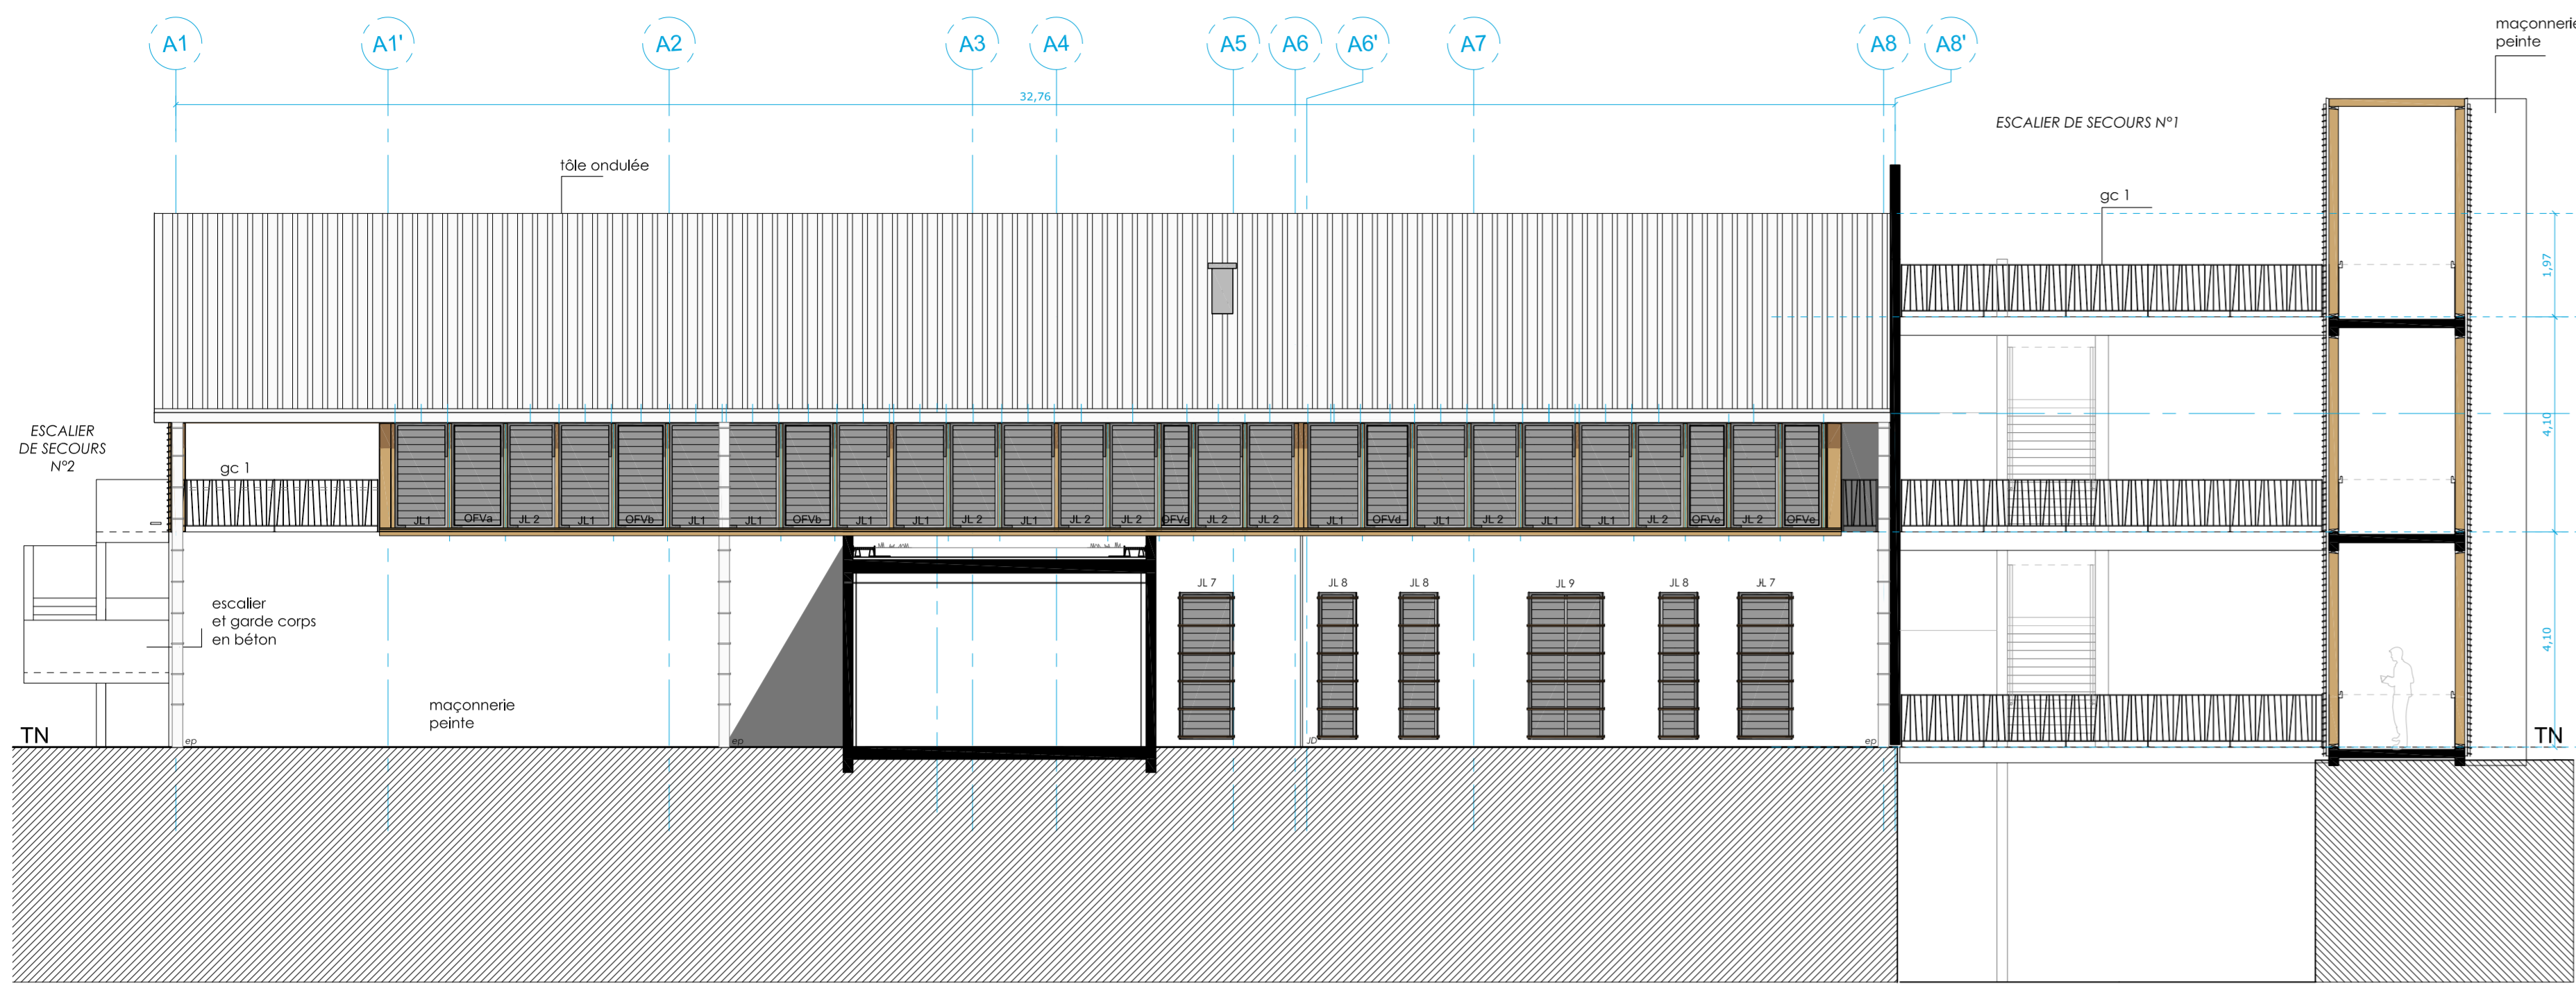 A1
A1'
A2
A3
A4
A5
A6
A6'
A7
A8
A8'
maçonnerie
peinte
32,76
ESCALIER DE SECOURS N°1
tôle ondulée
gc 1
1,97
4,10
4,10
ESCALIER
DE SECOURS
N°2
gc 1
JL1
OFVa
JL 2
JL1
OFVb
JL1
JL1
OFVb
JL1
JL1
JL 2
JL1
JL 2
JL 2
JL 2
JL 2
JL1
OFVd
JL1
JL 2
JL1
JL1
JL 2
OFVe
JL 2
OFVe
JL 7
JL 8
JL 8
JL 9
JL 8
JL 7
escalier
et garde corps
en béton
maçonnerie
peinte
TN
ep
ep
JD
ep
TN